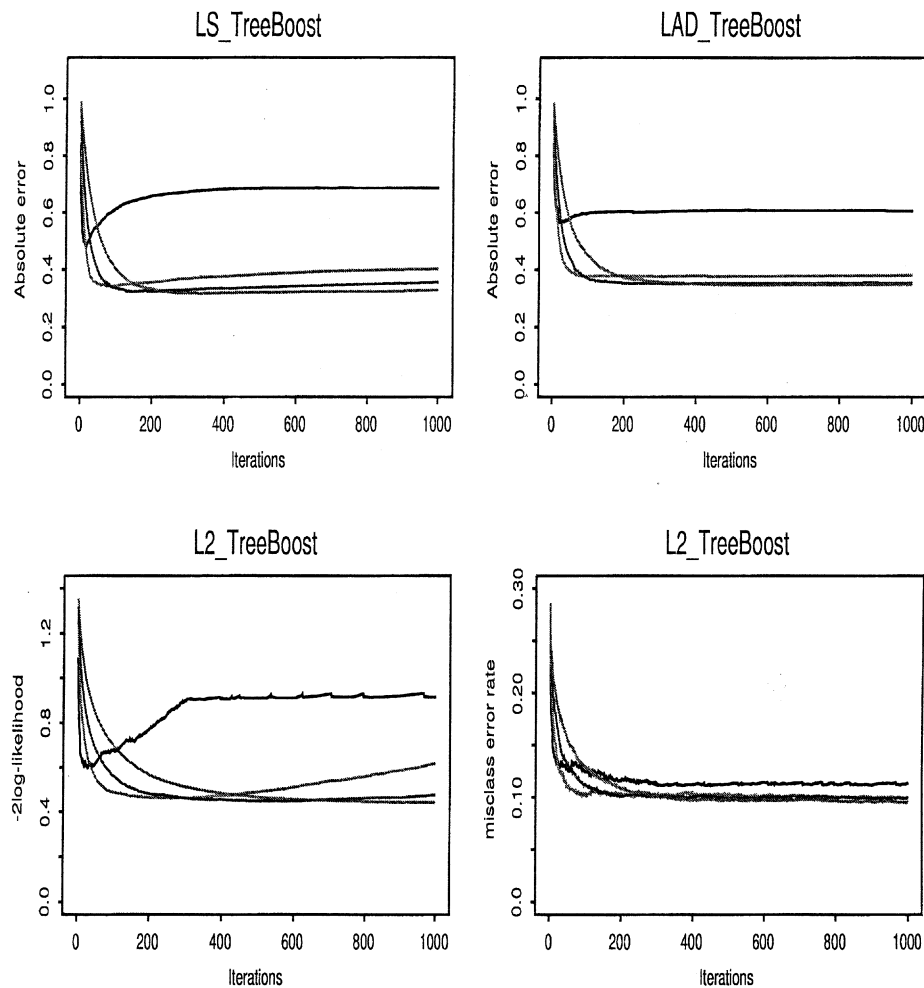 LS_TreeBoost
Absolute error
0.0 0.2 0.4 0.6 0.8 1.0
0 200 400 600 800 1000
Iterations
LAD_TreeBoost
Absolute error
0.0 0.2 0.4 0.6 0.8 1.0
0 200 400 600 800 1000
Iterations
L2_TreeBoost
-2log-likelihood
0.0 0.4 0.8 1.2
0 200 400 600 800 1000
Iterations
L2_TreeBoost
misclass error rate
0.0 0.10 0.20 0.30
0 200 400 600 800 1000
Iterations